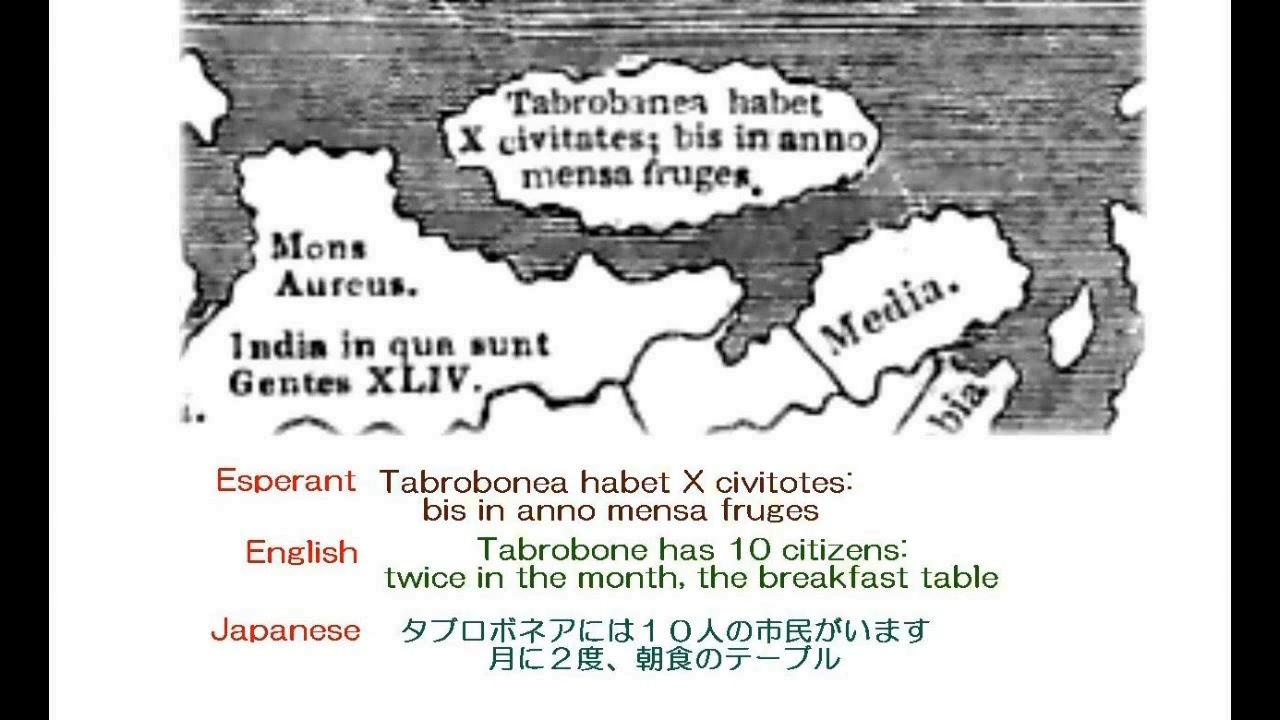 Tabrobanea habet
X civitates; bis in anno
mensa fruges.
Mons
Aureus.
India in qua sunt
Gentes XLIV.
i.
Media.
bia
Esperant Tabrobonea habet X civitotes:
bis in anno mensa fruges
English Tabrobone has 10 citizens:
twice in the month, the breakfast table
Japanese タブロボネアには１０人の市民がいます
月に２度、朝食のテーブル